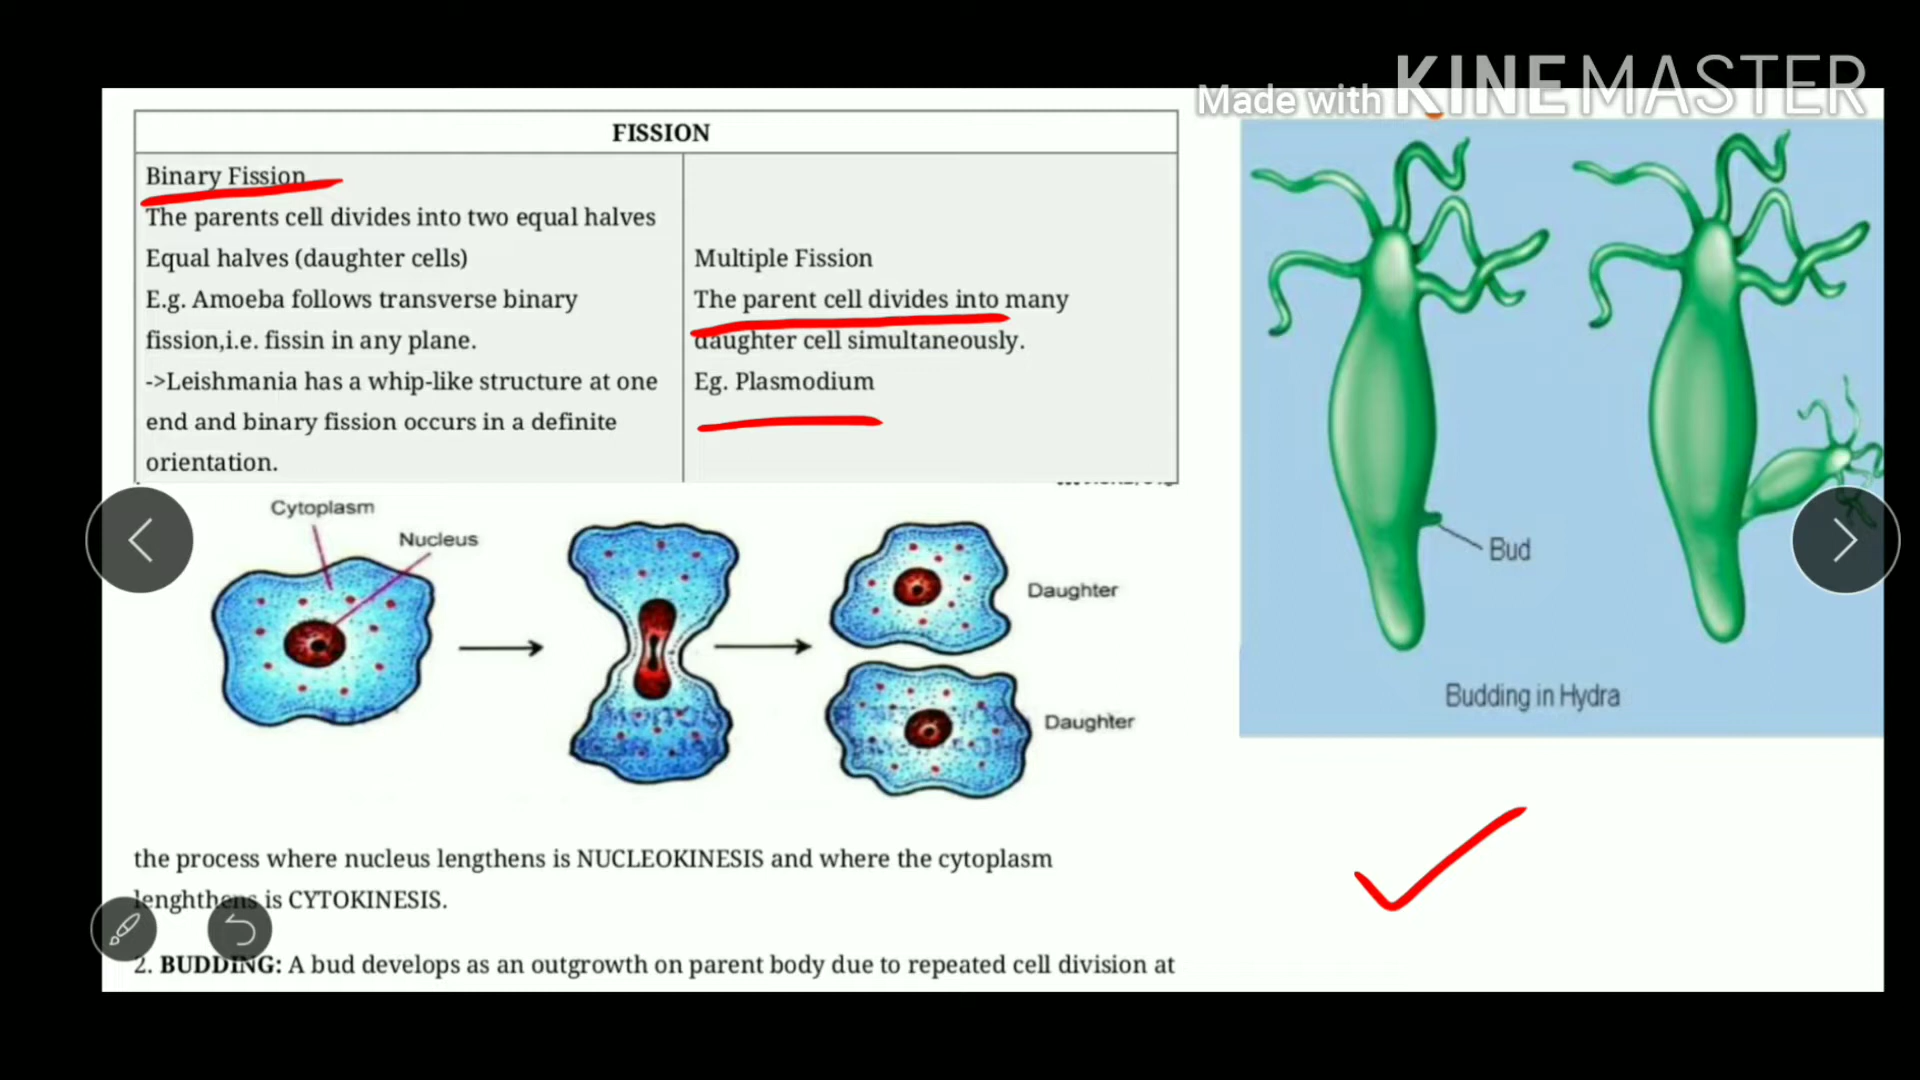 Made with KINEMASTER
FISSION
Binary Fission
The parents cell divides into two equal halves
Equal halves (daughter cells)
E.g. Amoeba follows transverse binary
fission,i.e. fissin in any plane.
->Leishmania has a whip-like structure at one
end and binary fission occurs in a definite
orientation.
Multiple Fission
The parent cell divides into many
daughter cell simultaneously.
Eg. Plasmodium
Cytoplasm
Nucleus
Daughter
Daughter
Bud
Budding in Hydra
the process where nucleus lengthens is NUCLEOKINESIS and where the cytoplasm
lenghthens is CYTOKINESIS.
2. BUDDING: A bud develops as an outgrowth on parent body due to repeated cell division at